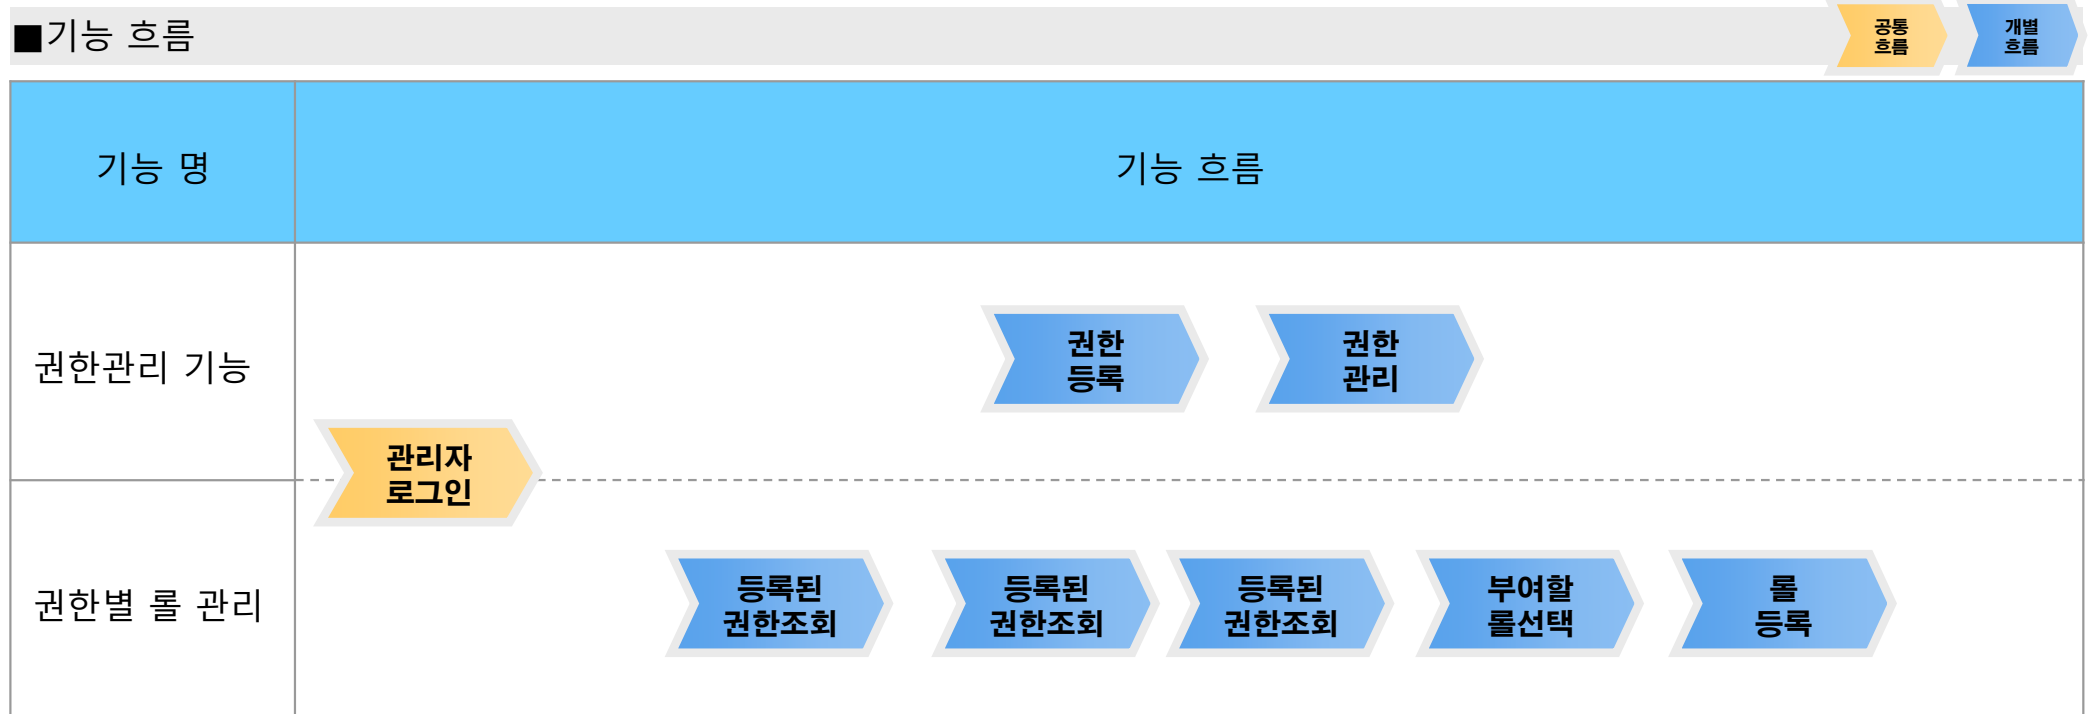 ■기능 흐름
공통
흐름
개별
흐름
기능 명
기능 흐름
권한관리 기능
권한
등록
권한
관리
관리자
로그인
권한별 롤 관리
등록된
권한조회
등록된
권한조회
등록된
권한조회
부여할
롤선택
롤
등록